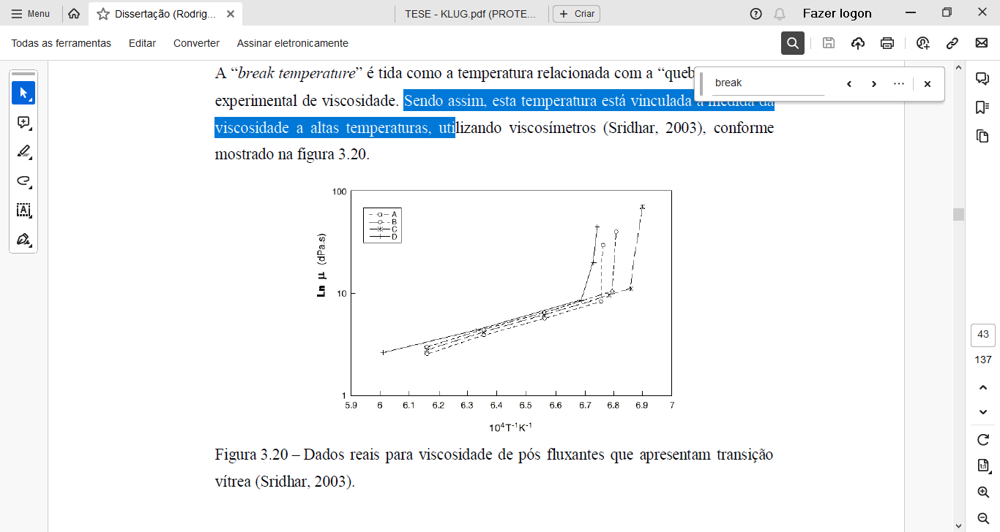 Menu
Dissertação (Rodrig...
TESE - KLUG.pdf (PROTE...
Criar
Fazer logon
Todas as ferramentas
Editar
Converter
Assinar eletronicamente
break
A “break temperature” é tida como a temperatura relacionada com a
experimental de viscosidade. Sendo assim, esta temperatura está vinculada a medida da
viscosidade a altas temperaturas, utilizando viscosímetros (Sridhar, 2003), conforme
mostrado na figura 3.20.
100
A
B
C
D
Ln μ (dPa.s)
10
1
5.9 6 6.1 6.2 6.3 6.4 6.5 6.6 6.7 6.8 6.9 7
10⁴T⁻¹K⁻¹
Figura 3.20 – Dados reais para viscosidade de pós fluxantes que apresentam transição
vítrea (Sridhar, 2003).
43
137
1:1